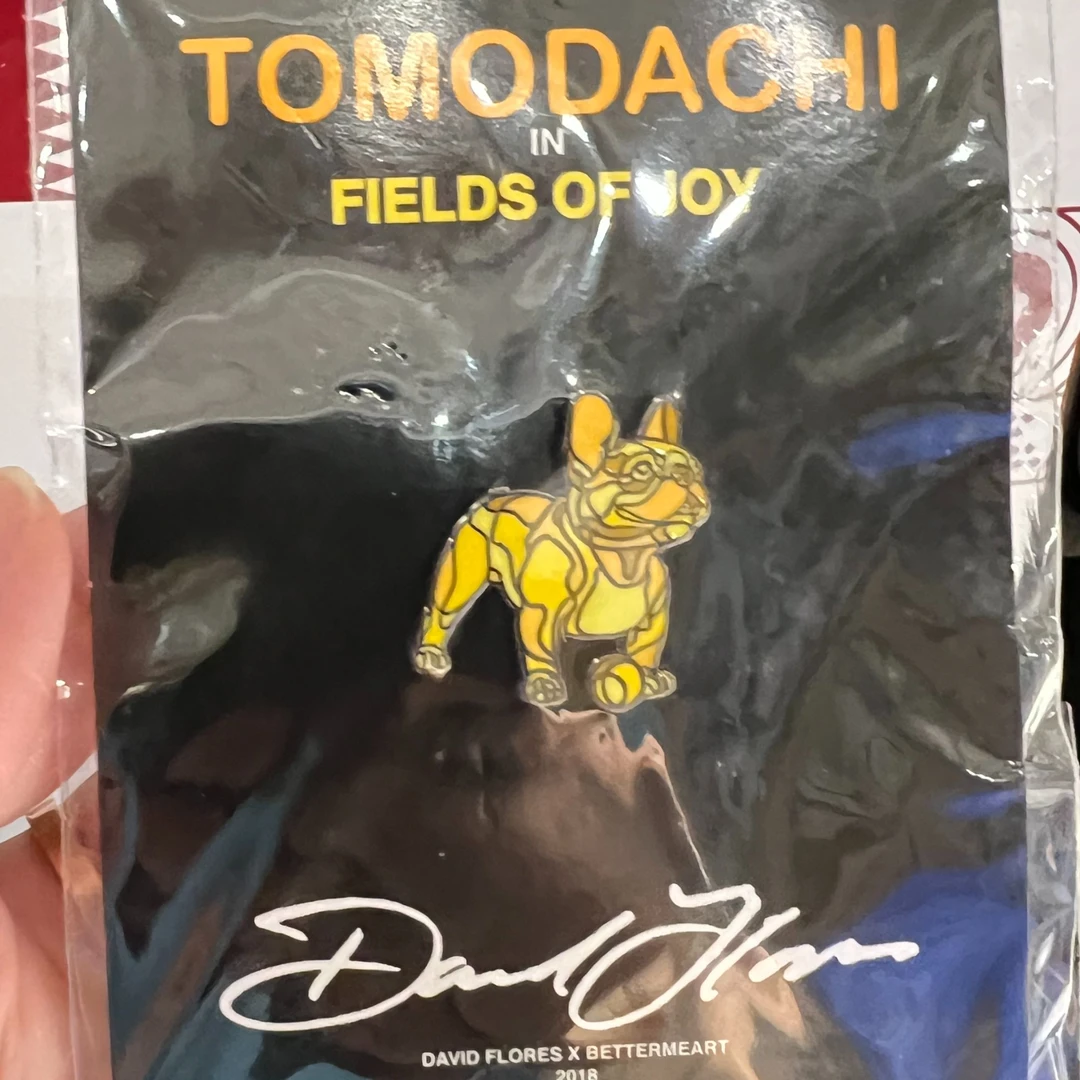 TOMODACHI
IN
FIELDS OF JOY
David Flores
DAVID FLORES X BETTERMEART
2018